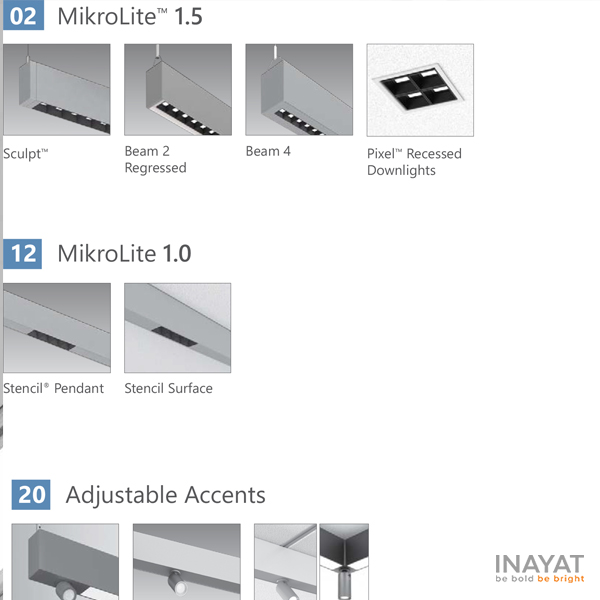 02 MikroLite™ 1.5
Sculpt™
Beam 2
Regressed
Beam 4
Pixel™ Recessed
Downlights
12 MikroLite 1.0
Stencil® Pendant
Stencil Surface
20 Adjustable Accents
INAYAT
be bold be bright